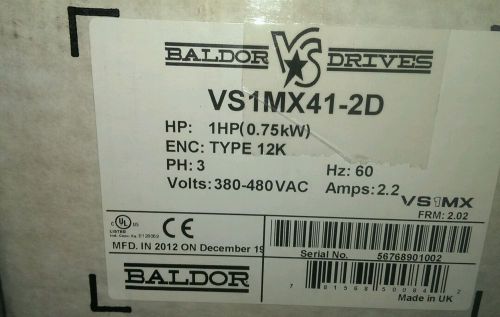 BALDOR VS DRIVES
VS1MX41-2D
HP: 1HP(0.75kW)
ENC: TYPE 12K
PH: 3 Hz: 60
Volts: 380-480VAC Amps: 2.2
VS1MX
FRM: 2.02
C UL US
LISTED
CE
MFD. IN 2012 ON December 19
Serial No. 56768901002
BALDOR
Made in UK